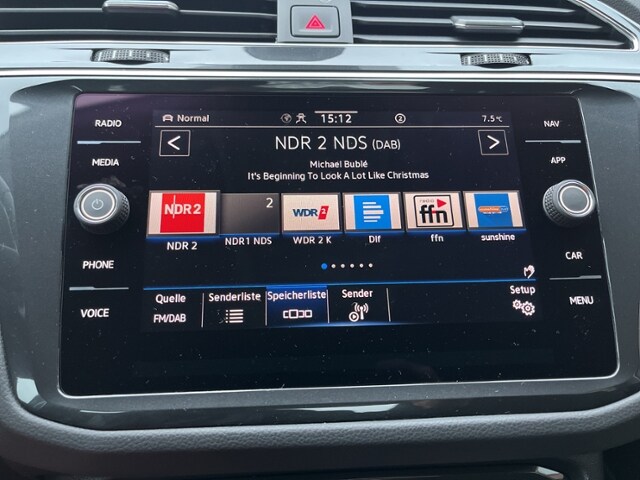 RADIO
MEDIA
PHONE
VOICE
NAV
APP
CAR
MENU
Normal
15:12
2
7.5°C
<
NDR 2 NDS (DAB)
>
Michael Bublé
It's Beginning To Look A Lot Like Christmas
NDR 2
2
WDR 2
radio
ffn
NDR 2
NDR1 NDS
WDR 2 K
Dlf
ffn
sunshine
Quelle
FM/DAB
Senderliste
Speicherliste
Sender
Setup